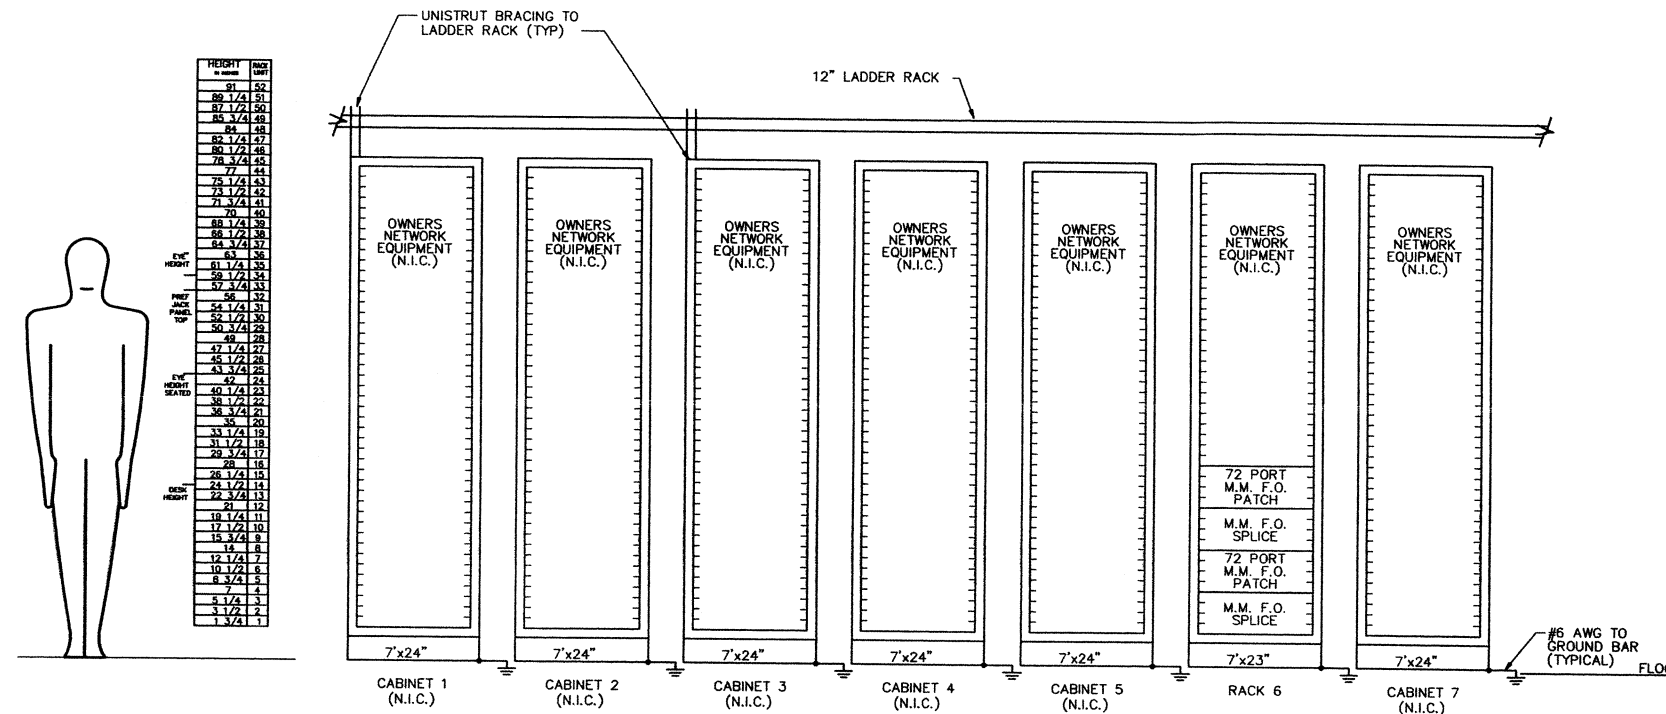 UNISTRUT BRACING TO
LADDER RACK (TYP)
12" LADDER RACK
HEIGHT IN INCHES RACK UNIT
91 52
89 1/4 51
87 1/2 50
85 3/4 49
84 48
82 1/4 47
80 1/2 46
78 3/4 45
77 44
75 1/4 43
73 1/2 42
71 3/4 41
70 40
68 1/4 39
66 1/2 38
64 3/4 37
63 36
61 1/4 35
59 1/2 34
57 3/4 33
56 32
54 1/4 31
52 1/2 30
50 3/4 29
49 28
47 1/4 27
45 1/2 26
43 3/4 25
42 24
40 1/4 23
38 1/2 22
36 3/4 21
35 20
33 1/4 19
31 1/2 18
29 3/4 17
28 16
26 1/4 15
24 1/2 14
22 3/4 13
21 12
19 1/4 11
17 1/2 10
15 3/4 9
14 8
12 1/4 7
10 1/2 6
8 3/4 5
7 4
5 1/4 3
3 1/2 2
1 3/4 1
EYE
HEIGHT
PREF
JACK
PANEL
TOP
EYE
HEIGHT
SEATED
DESK
HEIGHT
OWNERS
NETWORK
EQUIPMENT
(N.I.C.)
7'x24"
CABINET 1
(N.I.C.)
OWNERS
NETWORK
EQUIPMENT
(N.I.C.)
7'x24"
CABINET 2
(N.I.C.)
OWNERS
NETWORK
EQUIPMENT
(N.I.C.)
7'x24"
CABINET 3
(N.I.C.)
OWNERS
NETWORK
EQUIPMENT
(N.I.C.)
7'x24"
CABINET 4
(N.I.C.)
OWNERS
NETWORK
EQUIPMENT
(N.I.C.)
7'x24"
CABINET 5
(N.I.C.)
OWNERS
NETWORK
EQUIPMENT
(N.I.C.)
72 PORT
M.M. F.O.
PATCH
M.M. F.O.
SPLICE
72 PORT
M.M. F.O.
PATCH
M.M. F.O.
SPLICE
7'x23"
RACK 6
OWNERS
NETWORK
EQUIPMENT
(N.I.C.)
7'x24"
CABINET 7
(N.I.C.)
#6 AWG TO
GROUND BAR
(TYPICAL)
FLO